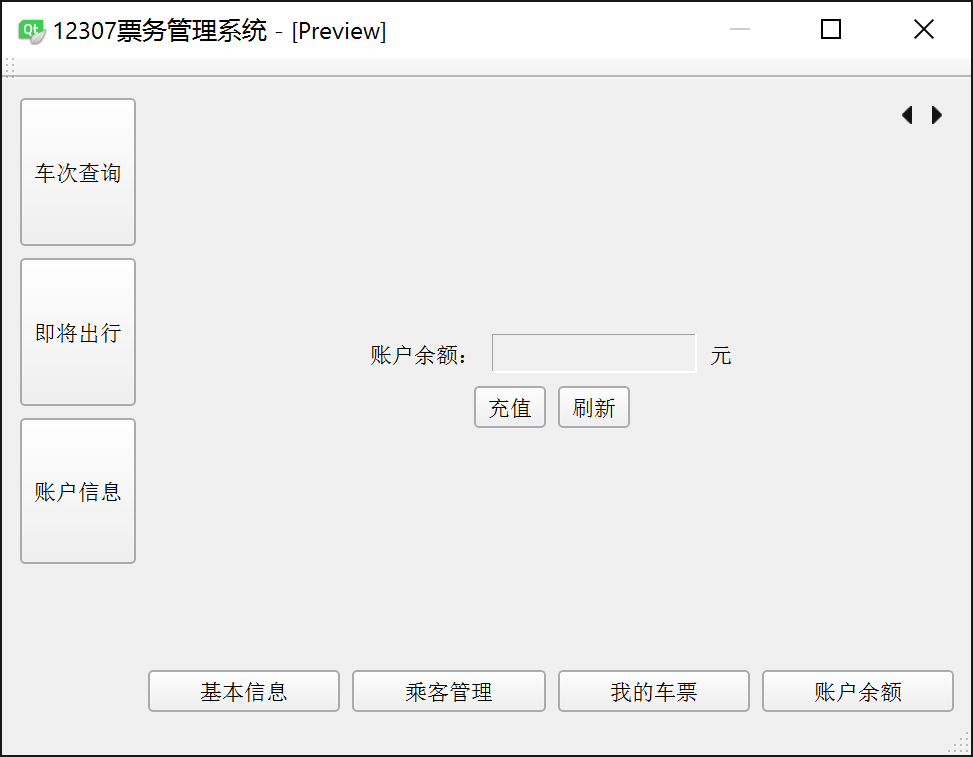 Qt 12307票务管理系统 - [Preview]
车次查询
即将出行
账户信息
账户余额： 元
充值 刷新
基本信息 乘客管理 我的车票 账户余额